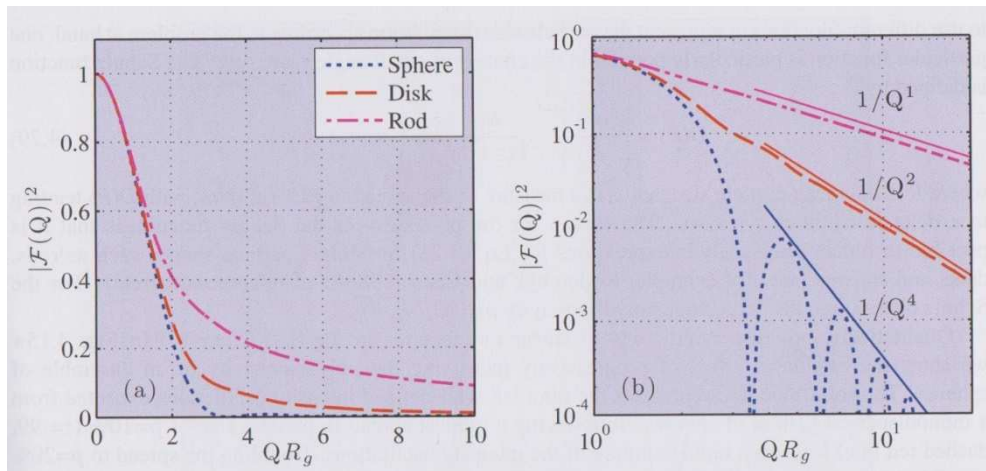 1
0.8
0.6
0.4
0.2
0
|F(Q)|²
Sphere
Disk
Rod
(a)
0 2 4 6 8 10
QR_g
10⁰
10⁻¹
10⁻²
10⁻³
10⁻⁴
|F(Q)|²
1/Q¹
1/Q²
1/Q⁴
(b)
10¹
QR_g